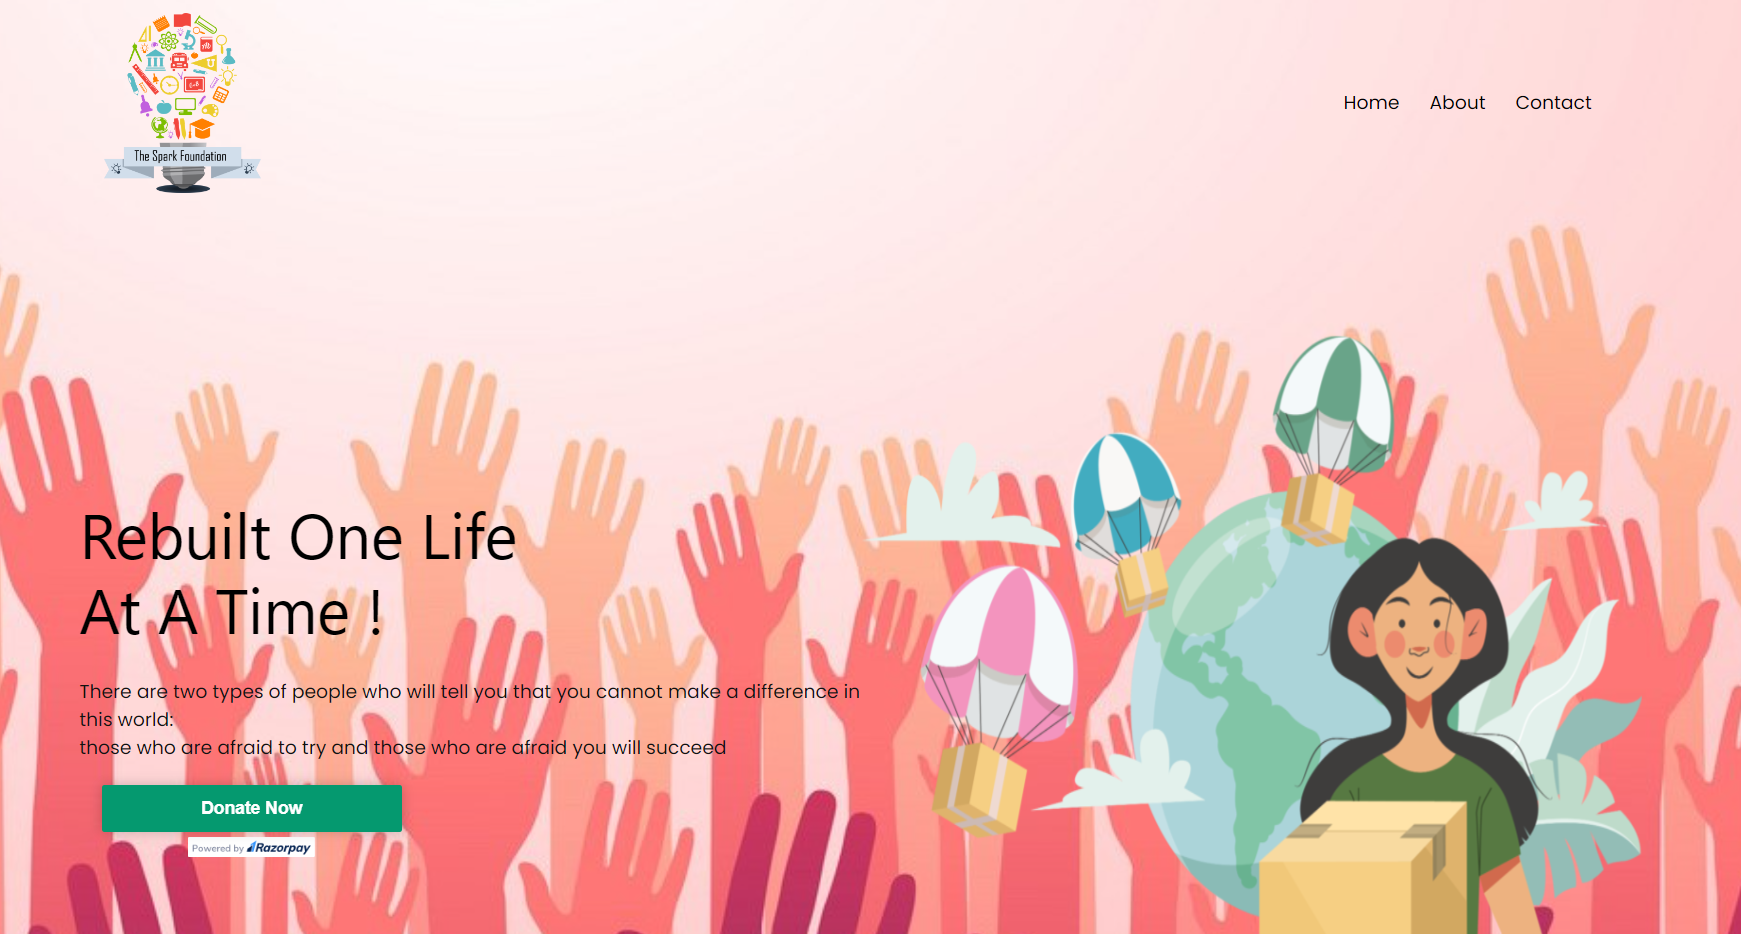 The Spark Foundation
Home
About
Contact
Rebuilt One Life
At A Time !
There are two types of people who will tell you that you cannot make a difference in
this world:
those who are afraid to try and those who are afraid you will succeed
Donate Now
Powered by Razorpay